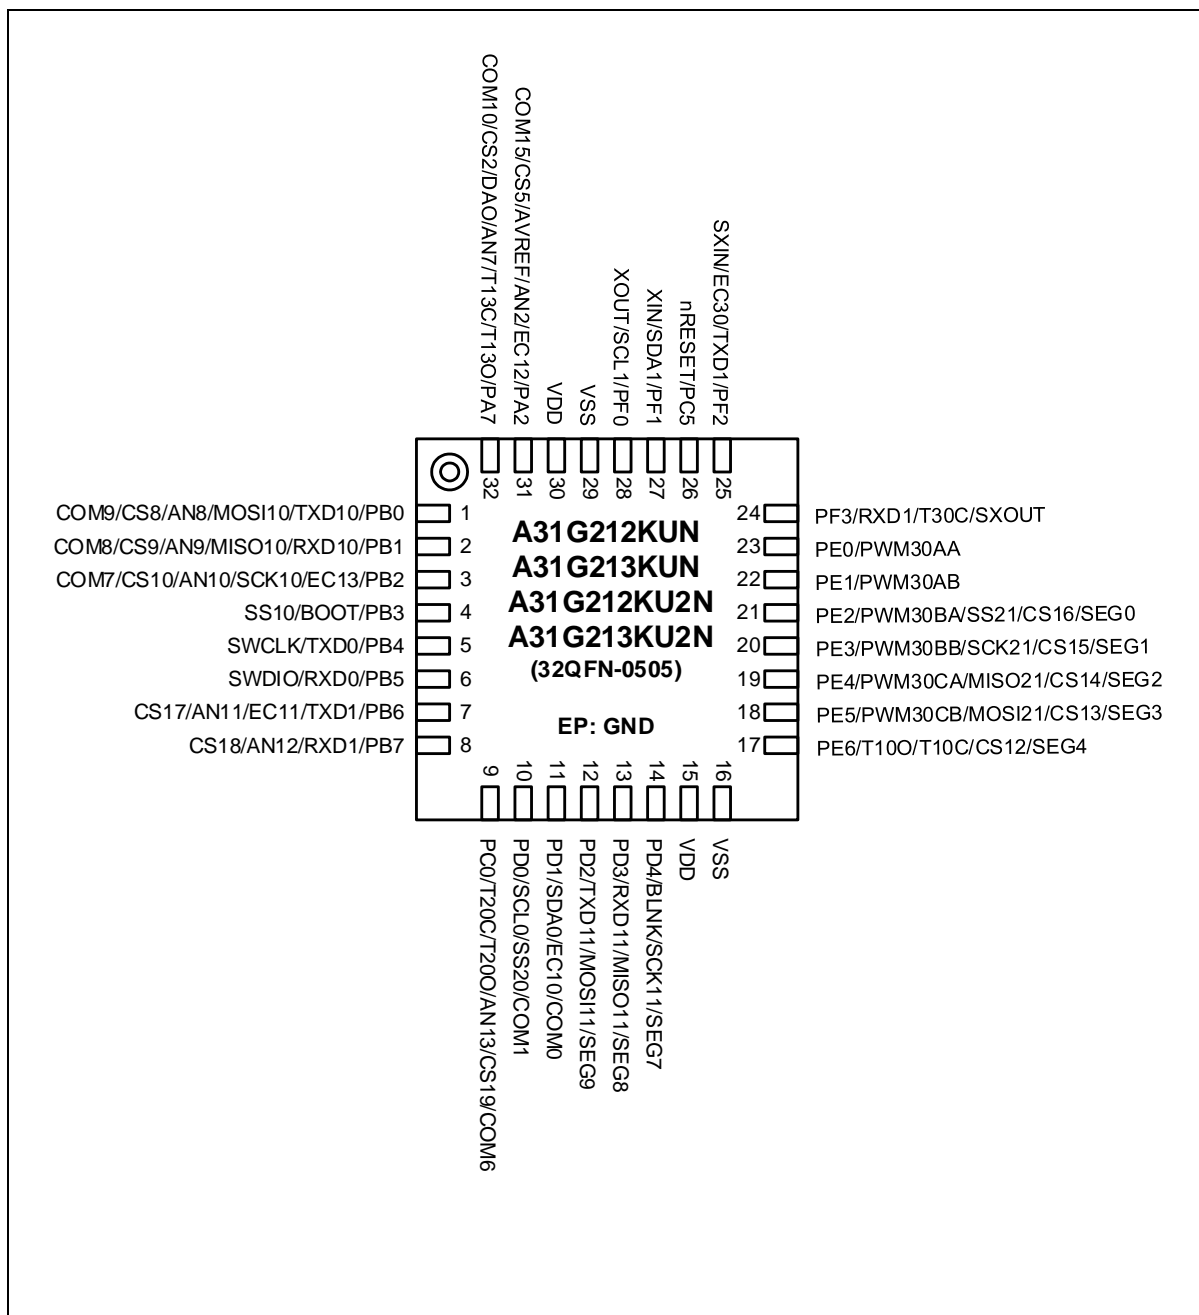 COM10/CS2/DAO/AN7/T13C/T13O/PA7
COM15/CS5/AVREF/AN2/EC12/PA2
VDD
VSS
XOUT/SCL1/PF0
XIN/SDA1/PF1
nRESET/PC5
SXIN/EC30/TXD1/PF2
32
31
30
29
28
27
26
25
COM9/CS8/AN8/MOSI10/TXD10/PB0
1
COM8/CS9/AN9/MISO10/RXD10/PB1
2
COM7/CS10/AN10/SCK10/EC13/PB2
3
SS10/BOOT/PB3
4
SWCLK/TXD0/PB4
5
SWDIO/RXD0/PB5
6
CS17/AN11/EC11/TXD1/PB6
7
CS18/AN12/RXD1/PB7
8
A31G212KUN
A31G213KUN
A31G212KU2N
A31G213KU2N
(32QFN-0505)
EP: GND
24
PF3/RXD1/T30C/SXOUT
23
PE0/PWM30AA
22
PE1/PWM30AB
21
PE2/PWM30BA/SS21/CS16/SEG0
20
PE3/PWM30BB/SCK21/CS15/SEG1
19
PE4/PWM30CA/MISO21/CS14/SEG2
18
PE5/PWM30CB/MOSI21/CS13/SEG3
17
PE6/T10O/T10C/CS12/SEG4
9
10
11
12
13
14
15
16
PC0/T20C/T20O/AN13/CS19/COM6
PD0/SCL0/SS20/COM1
PD1/SDA0/EC10/COM0
PD2/TXD11/MOSI11/SEG9
PD3/RXD11/MISO11/SEG8
PD4/BLNK/SCK11/SEG7
VDD
VSS